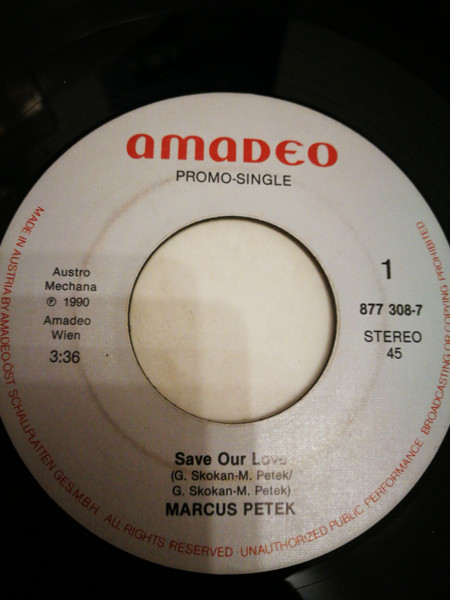 amadeo
PROMO-SINGLE
Austro
Mechana
℗ 1990
Amadeo
Wien
3:36
1
877 308-7
STEREO
45
Save Our Love
(G. Skokan-M. Petek/
G. Skokan-M. Petek)
MARCUS PETEK
MADE IN AUSTRIA BY AMADEO ÖST. SCHALLPLATTEN GES.M.B.H. ALL RIGHTS RESERVED UNAUTHORIZED PUBLIC PERFORMANCE BROADCASTING OR COPYING PROHIBITED